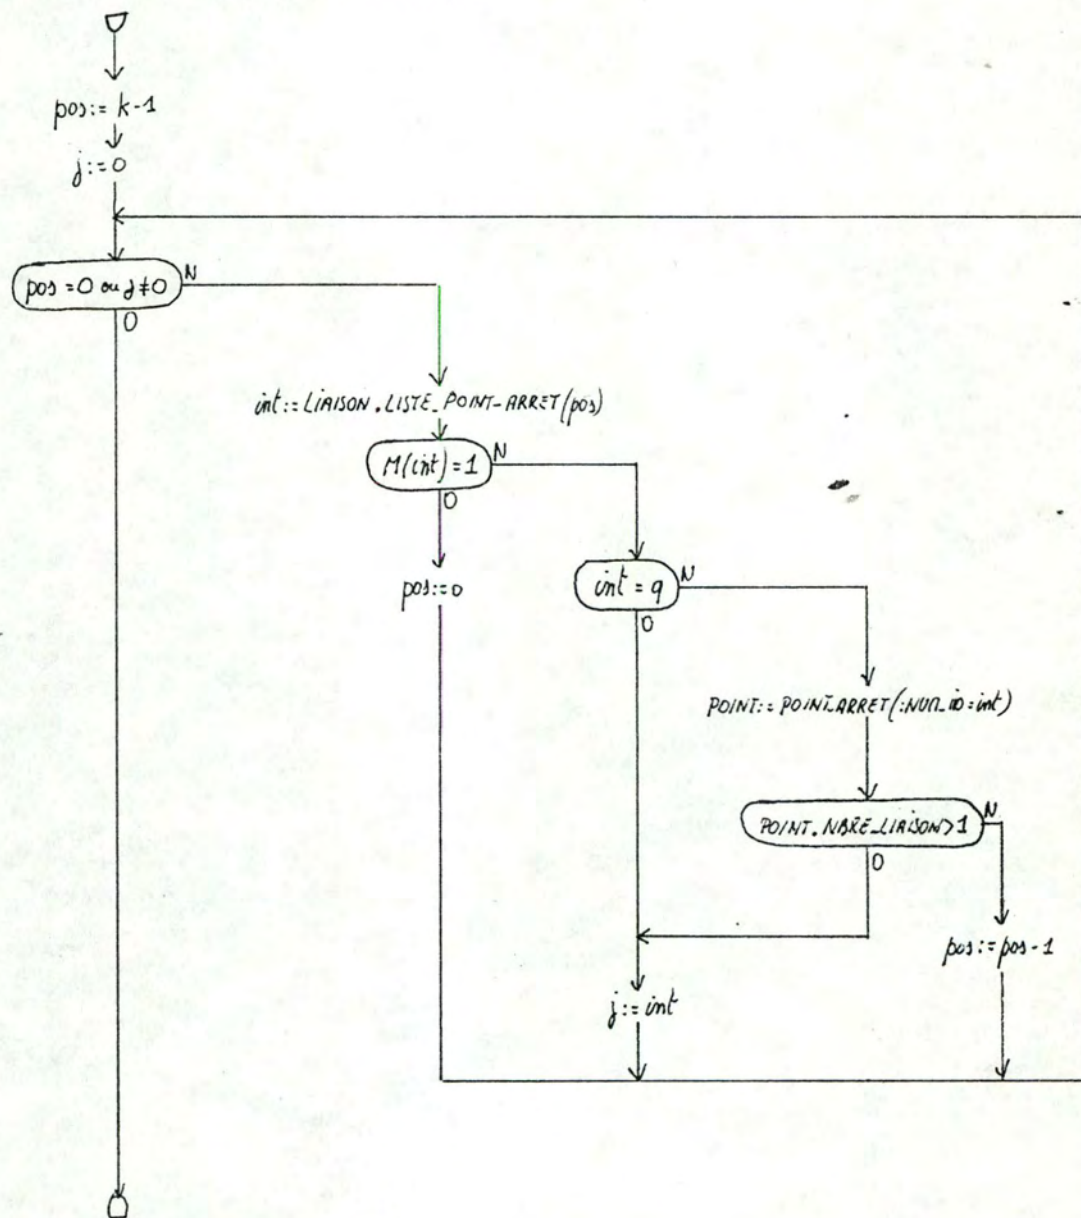 pos:= k-1
j:=0
pos =0 ou j≠0
N
O
int:= LIAISON.LISTE_POINT-ARRET(pos)
M(int)=1
N
O
pos:=0
int = q
N
O
POINT:= POINT_ARRET(:NUM_ID=int)
POINT.NBRE_LIAISON>1
N
O
pos:=pos-1
j:=int